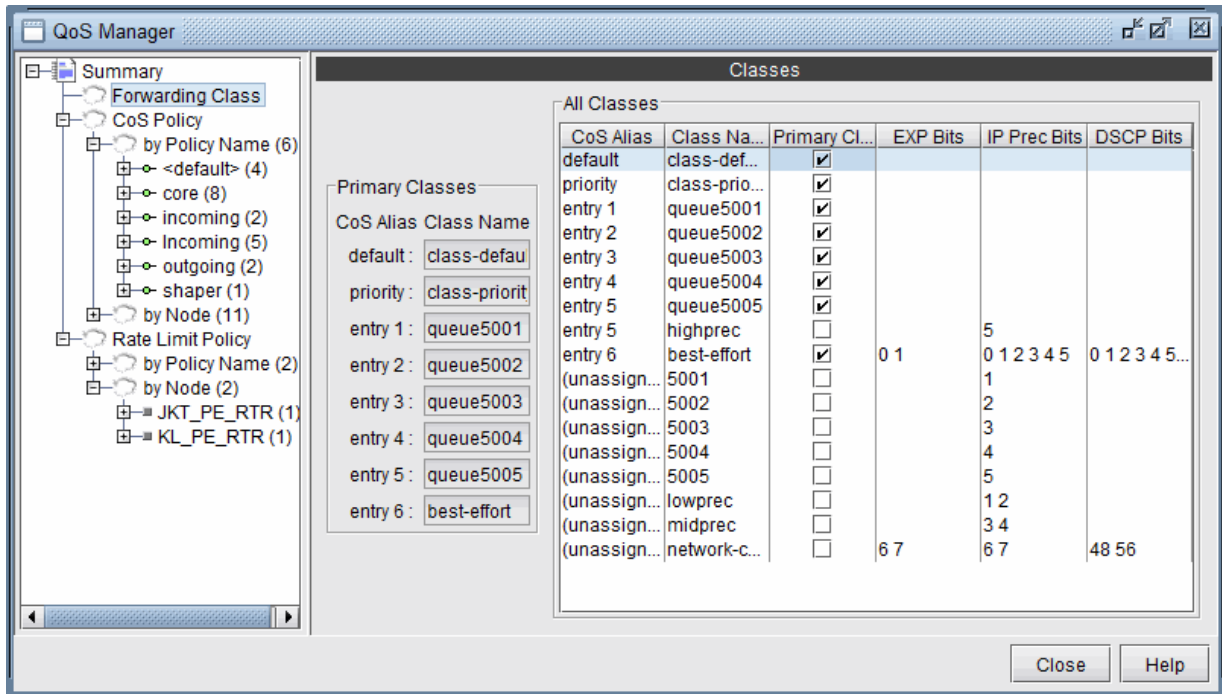 QoS Manager
Summary
Forwarding Class
CoS Policy
by Policy Name (6)
<default> (4)
core (8)
incoming (2)
Incoming (5)
outgoing (2)
shaper (1)
by Node (11)
Rate Limit Policy
by Policy Name (2)
by Node (2)
JKT_PE_RTR (1)
KL_PE_RTR (1)
Classes
Primary Classes
CoS Alias Class Name
default : class-defau
priority : class-priorit
entry 1 : queue5001
entry 2 : queue5002
entry 3 : queue5003
entry 4 : queue5004
entry 5 : queue5005
entry 6 : best-effort
All Classes
CoS Alias Class Na... Primary Cl... EXP Bits IP Prec Bits DSCP Bits
default class-def...
priority class-prio...
entry 1 queue5001
entry 2 queue5002
entry 3 queue5003
entry 4 queue5004
entry 5 queue5005
entry 5 highprec 5
entry 6 best-effort 0 1 0 1 2 3 4 5 0 1 2 3 4 5...
(unassign... 5001 1
(unassign... 5002 2
(unassign... 5003 3
(unassign... 5004 4
(unassign... 5005 5
(unassign... lowprec 1 2
(unassign... midprec 3 4
(unassign... network-c... 6 7 6 7 48 56
Close Help